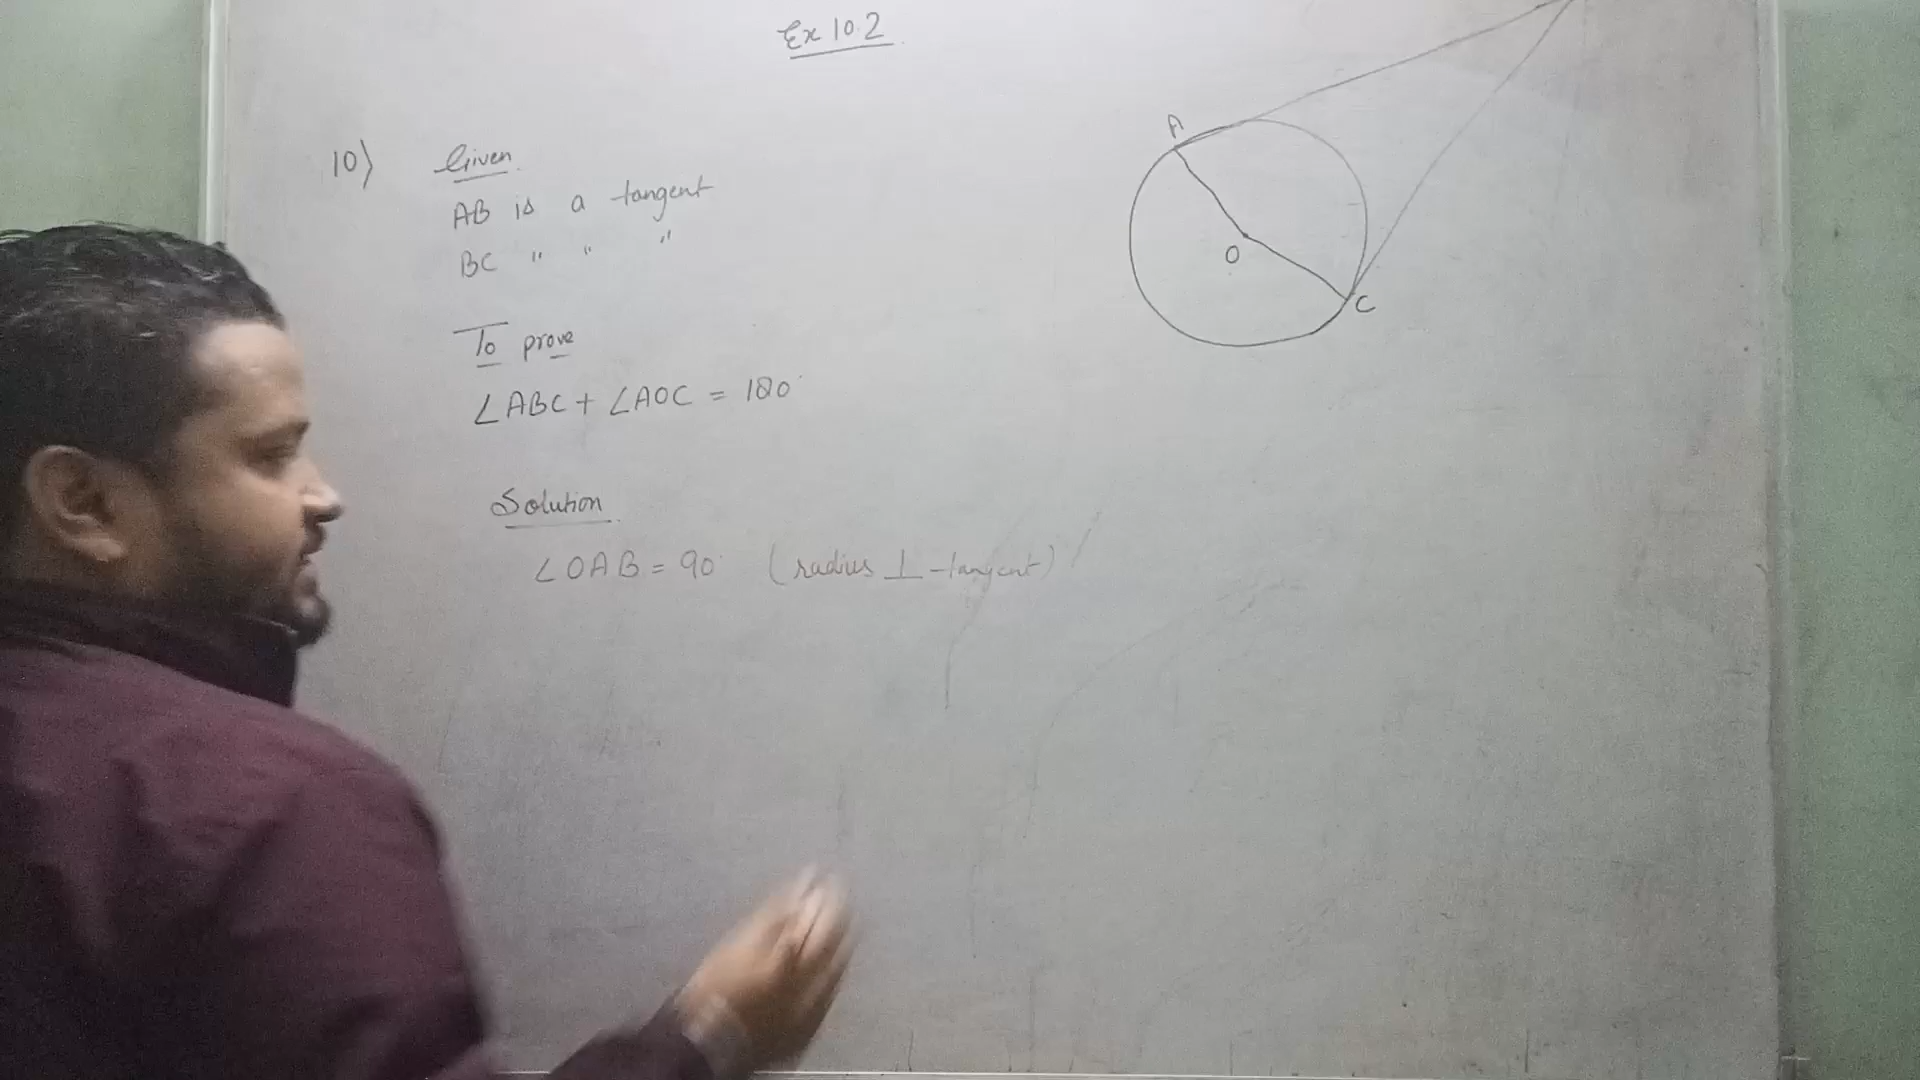 Ex 10.2
10) Given
AB is a tangent
BC " " "
To prove
∠ABC + ∠AOC = 180°
Solution
∠OAB = 90° (radius ⊥ tangent)
A
O
C